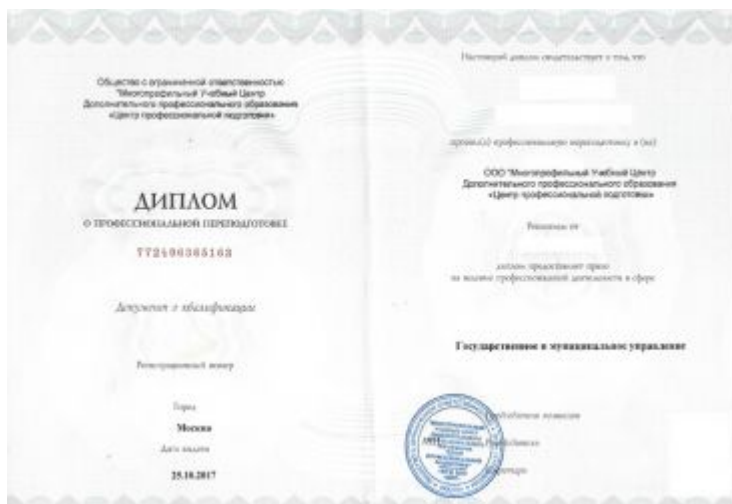 Общество с ограниченной ответственностью
"Многопрофильный Учебный Центр
Дополнительного профессионального образования
«Центр профессиональной подготовки»
ДИПЛОМ
О ПРОФЕССИОНАЛЬНОЙ ПЕРЕПОДГОТОВКЕ
772406365163
Документ о квалификации
Регистрационный номер
Город
Москва
Дата выдачи
25.10.2017
Настоящий диплом свидетельствует о том, что
прошёл(а) профессиональную переподготовку в (на)
ООО "Многопрофильный Учебный Центр
Дополнительного профессионального образования
«Центр профессиональной подготовки»
Решением от
диплом предоставляет право
на ведение профессиональной деятельности в сфере
Государственное и муниципальное управление
Председатель комиссии
Руководитель
Секретарь